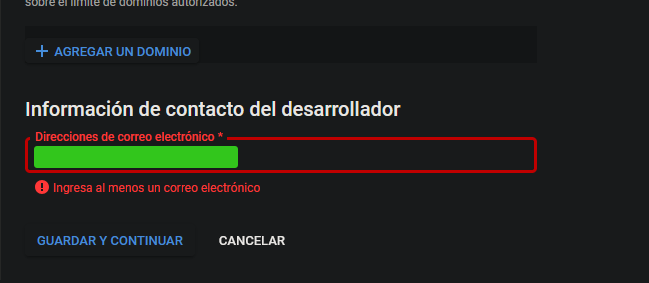 sobre el límite de dominios autorizados.
AGREGAR UN DOMINIO
Información de contacto del desarrollador
Direcciones de correo electrónico *
Ingresa al menos un correo electrónico
GUARDAR Y CONTINUAR CANCELAR